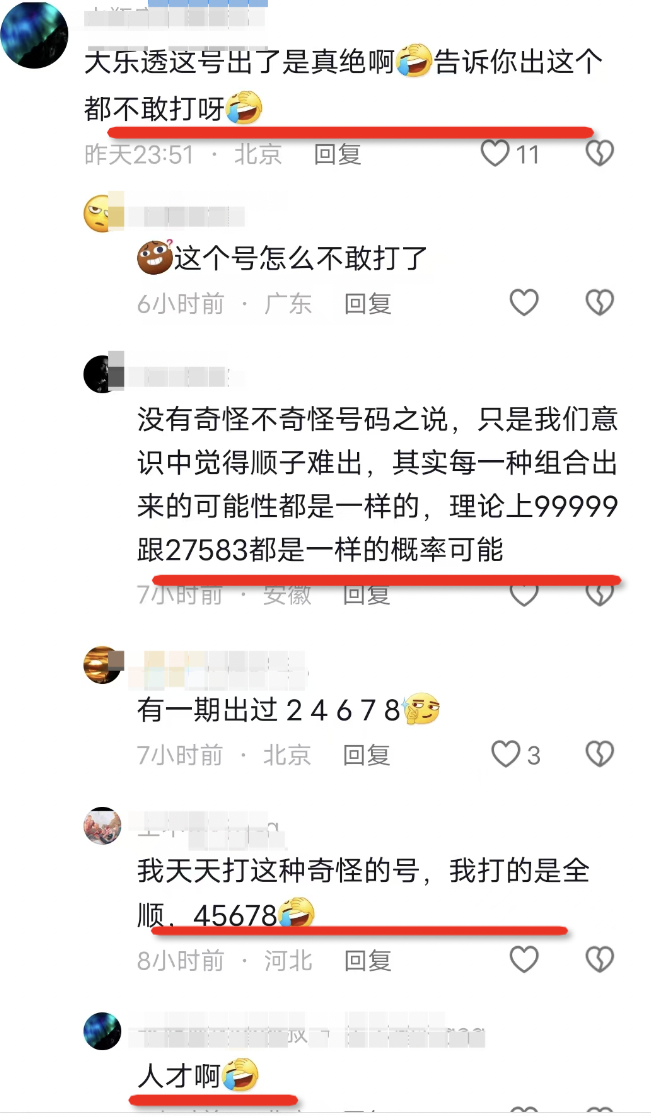 大乐透这号出了是真绝啊🤣告诉你出这个
都不敢打呀🤣
昨天23:51 · 北京 回复 11
这个号怎么不敢打了
6小时前 · 广东 回复
没有奇怪不奇怪号码之说，只是我们意
识中觉得顺子难出，其实每一种组合出
来的可能性都是一样的，理论上99999
跟27583都是一样的概率可能
7小时前 · 安徽 回复
有一期出过 2 4 6 7 8
7小时前 · 北京 回复 3
我天天打这种奇怪的号，我打的是全
顺，45678🤣
8小时前 · 河北 回复
人才啊🤣